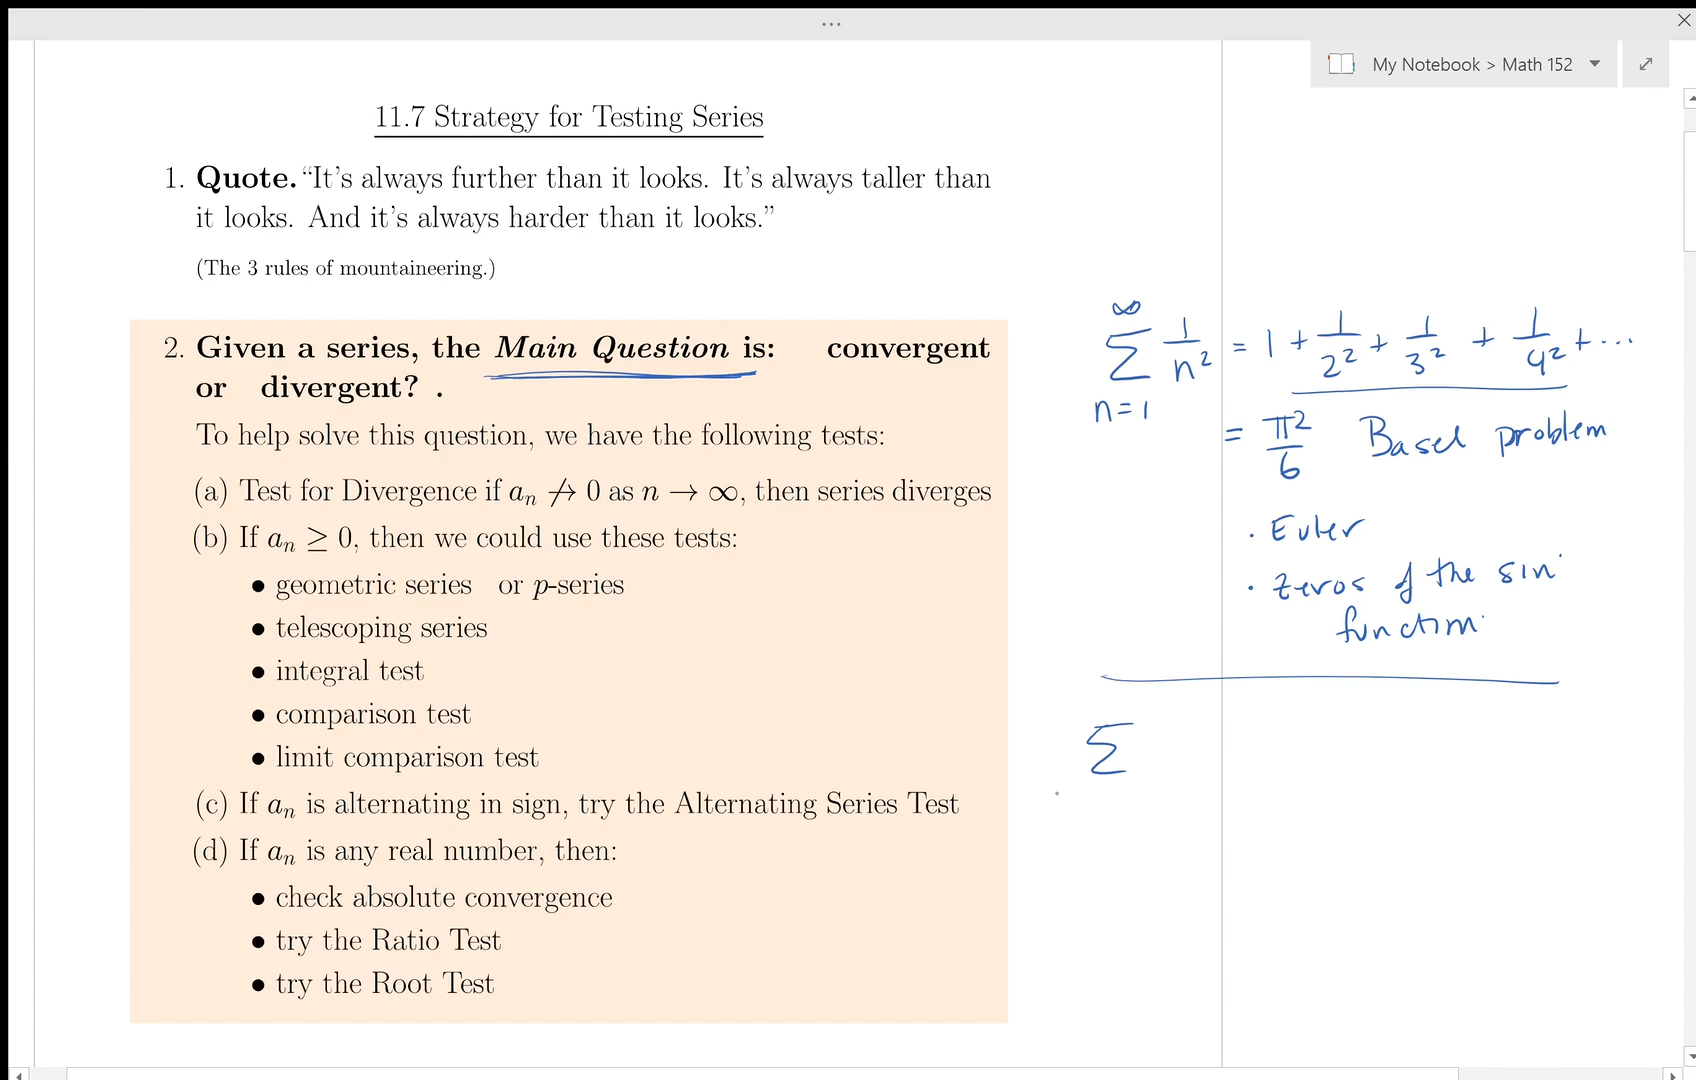 ...
My Notebook > Math 152
11.7 Strategy for Testing Series
1. Quote. “It’s always further than it looks. It’s always taller than
it looks. And it’s always harder than it looks.”
(The 3 rules of mountaineering.)
2. Given a series, the Main Question is: convergent
or divergent? .
To help solve this question, we have the following tests:
(a) Test for Divergence if aₙ ↛ 0 as n → ∞, then series diverges
(b) If aₙ ≥ 0, then we could use these tests:
• geometric series or p-series
• telescoping series
• integral test
• comparison test
• limit comparison test
(c) If aₙ is alternating in sign, try the Alternating Series Test
(d) If aₙ is any real number, then:
• check absolute convergence
• try the Ratio Test
• try the Root Test
∞
Σ 1/n² = 1 + 1/2² + 1/3² + 1/4² + ...
n=1
= π²/6 Basel problem
· Euler
· zeros of the sin
function
Σ